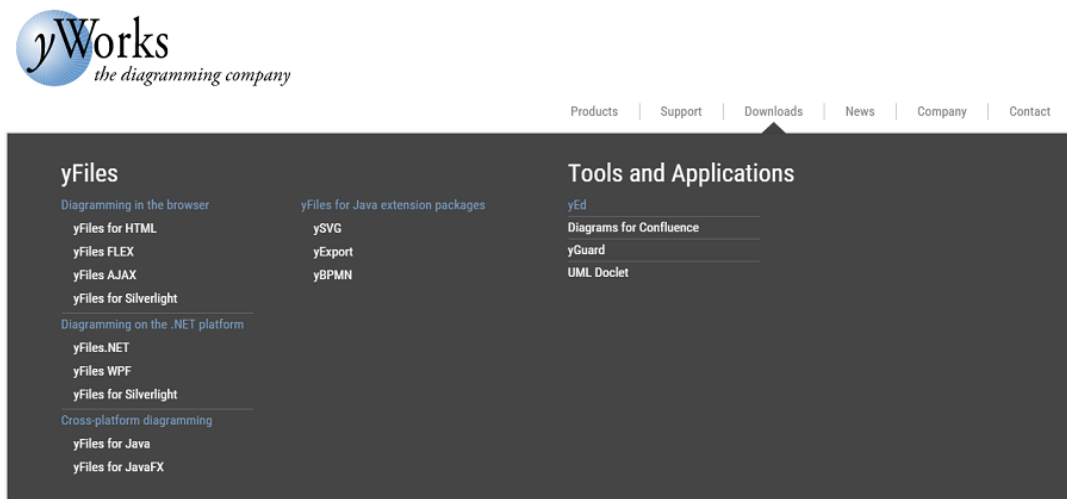 yWorks
the diagramming company
Products
Support
Downloads
News
Company
Contact
yFiles
Diagramming in the browser
yFiles for HTML
yFiles FLEX
yFiles AJAX
yFiles for Silverlight
Diagramming on the .NET platform
yFiles.NET
yFiles WPF
yFiles for Silverlight
Cross-platform diagramming
yFiles for Java
yFiles for JavaFX
yFiles for Java extension packages
ySVG
yExport
yBPMN
Tools and Applications
yEd
Diagrams for Confluence
yGuard
UML Doclet